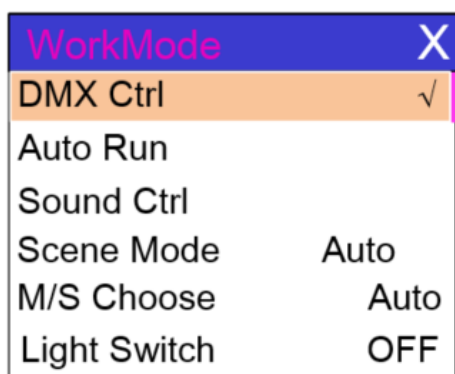 WorkMode X
DMX Ctrl √
Auto Run
Sound Ctrl
Scene Mode Auto
M/S Choose Auto
Light Switch OFF